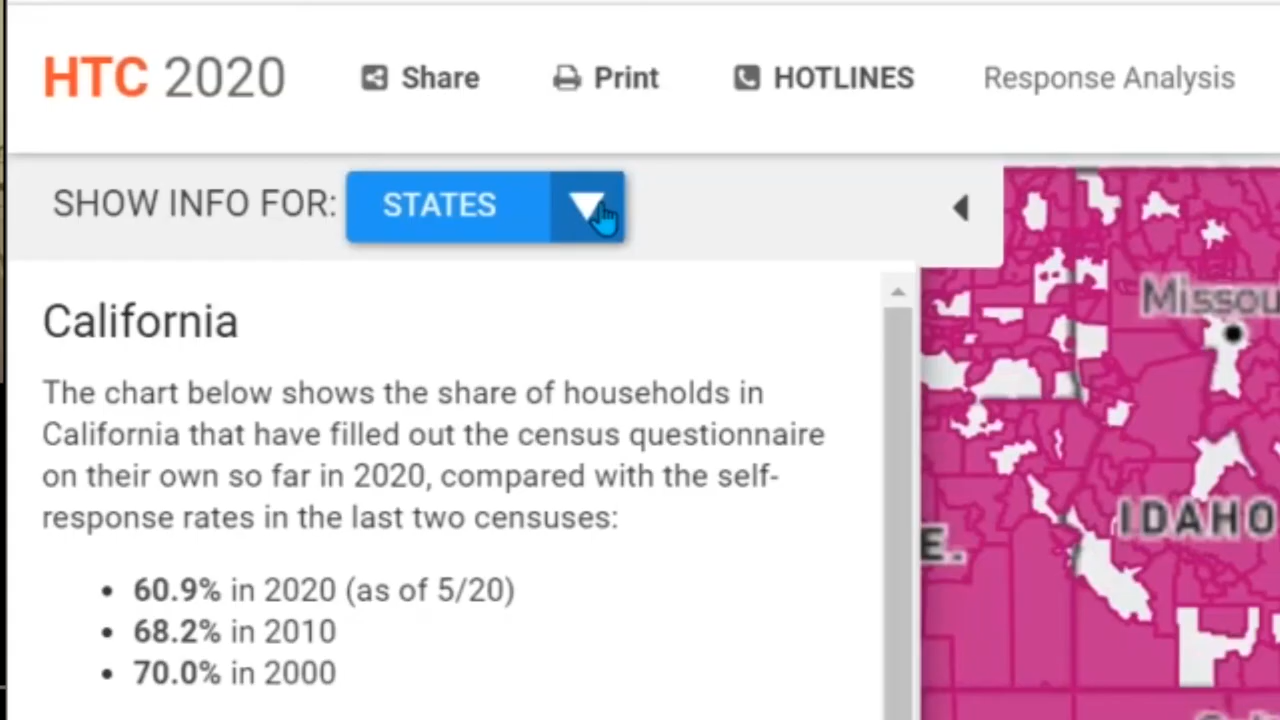 HTC 2020 Share Print HOTLINES Response Analysis
SHOW INFO FOR: STATES
California
The chart below shows the share of households in
California that have filled out the census questionnaire
on their own so far in 2020, compared with the self-
response rates in the last two censuses:
• 60.9% in 2020 (as of 5/20)
• 68.2% in 2010
• 70.0% in 2000
Missou
IDAHO
E.